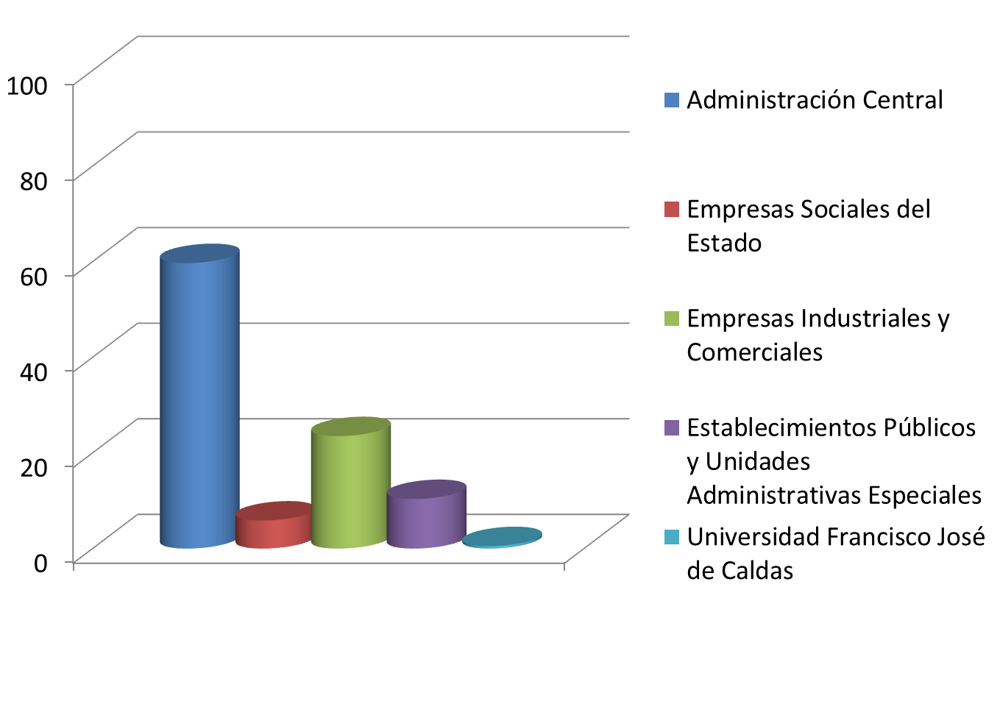 100
80
60
40
20
0
Administración Central
Empresas Sociales del
Estado
Empresas Industriales y
Comerciales
Establecimientos Públicos
y Unidades
Administrativas Especiales
Universidad Francisco José
de Caldas